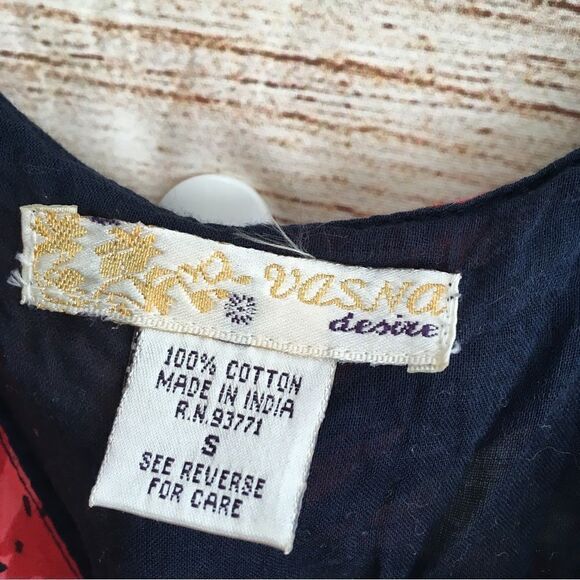 VASNA
desire
100% COTTON
MADE IN INDIA
R.N.93771
S
SEE REVERSE
FOR CARE